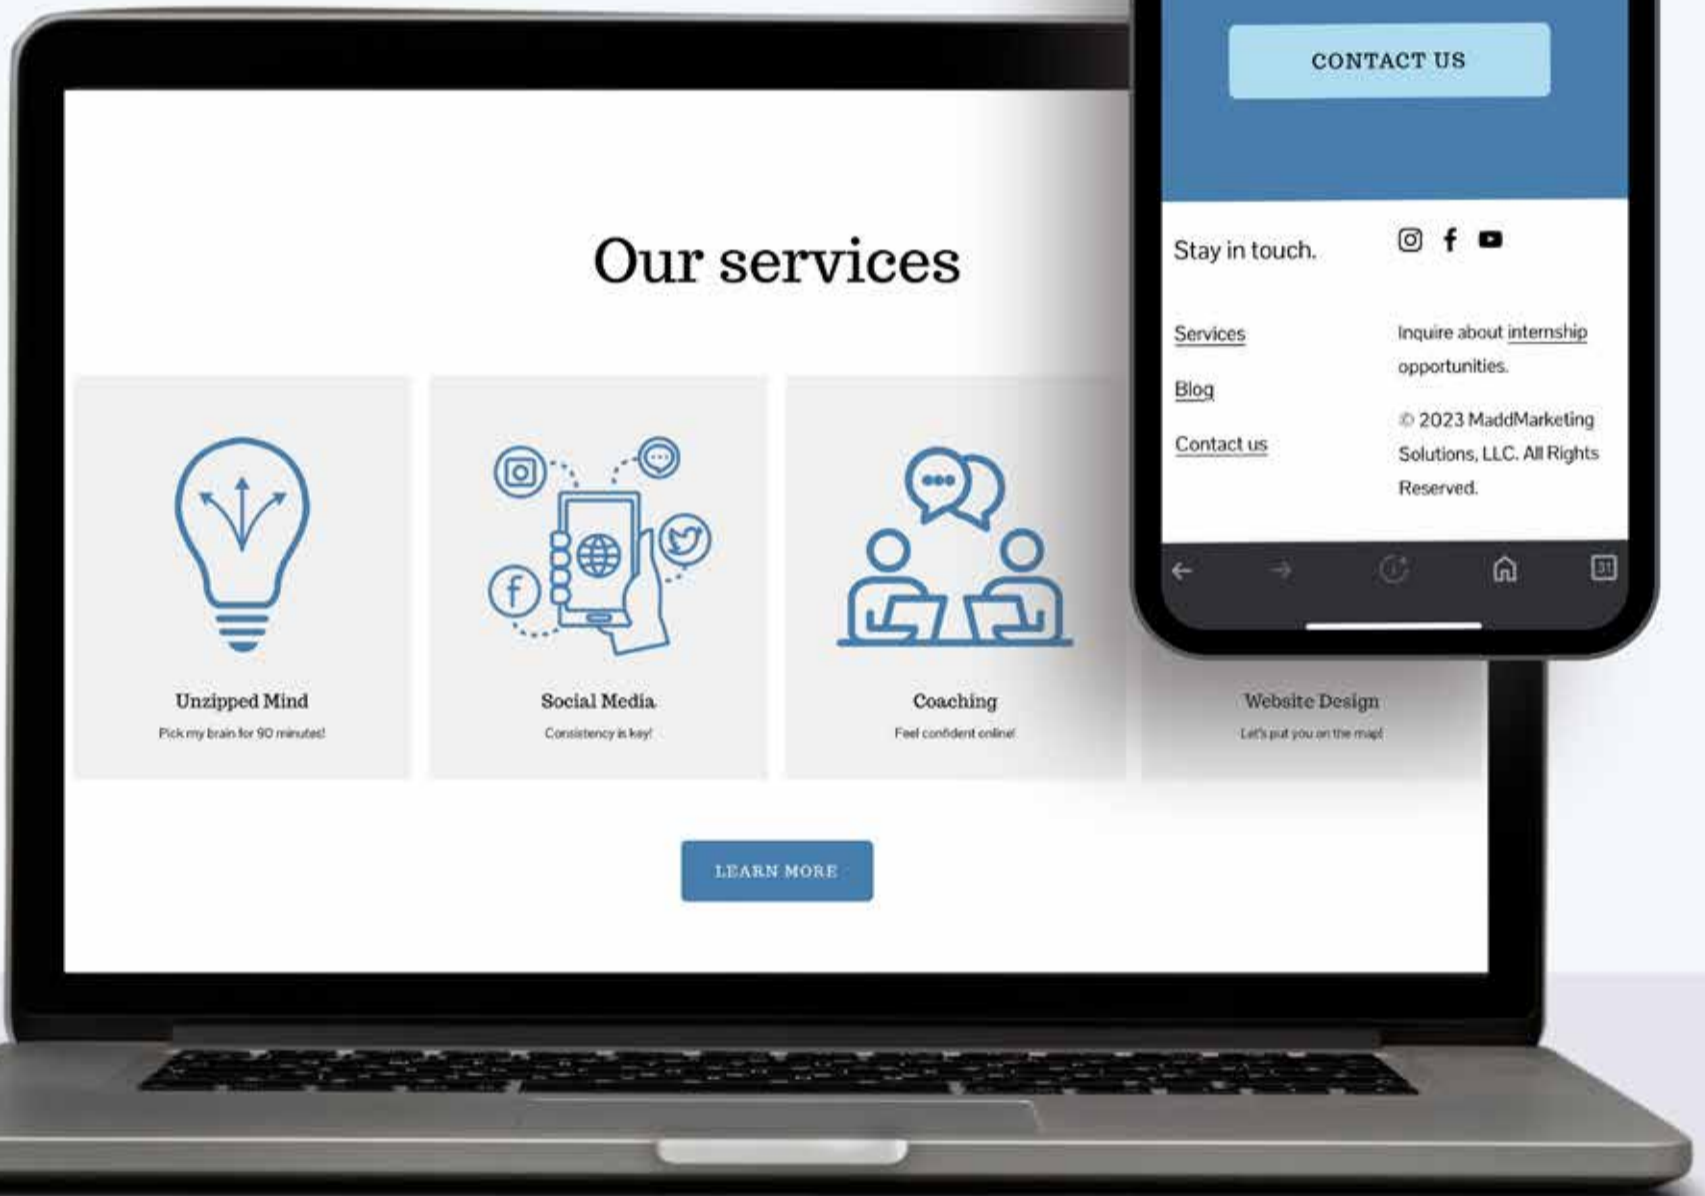 Our services
Unzipped Mind
Pick my brain for 90 minutes!
Social Media
Consistency is key!
Coaching
Feel confident online!
Website Design
Let's put you on the map!
LEARN MORE
CONTACT US
Stay in touch.
Services
Blog
Contact us
Inquire about internship
opportunities.
© 2023 MaddMarketing
Solutions, LLC. All Rights
Reserved.
31